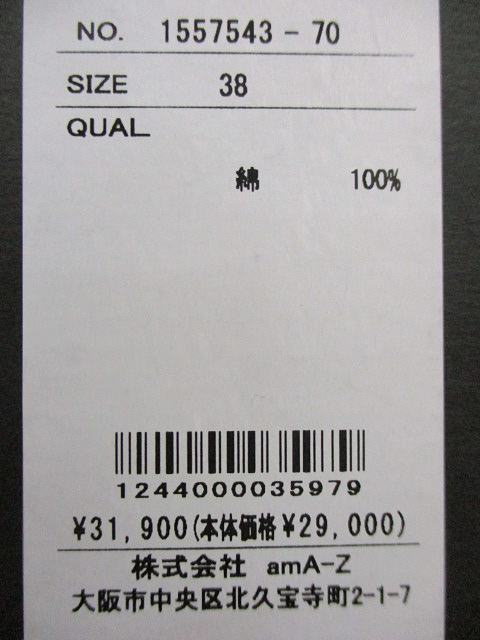 NO. 1557543-70
SIZE 38
QUAL
綿 100%
1244000035979
¥31,900(本体価格¥29,000)
株式会社 amA-Z
大阪市中央区北久宝寺町2-1-7